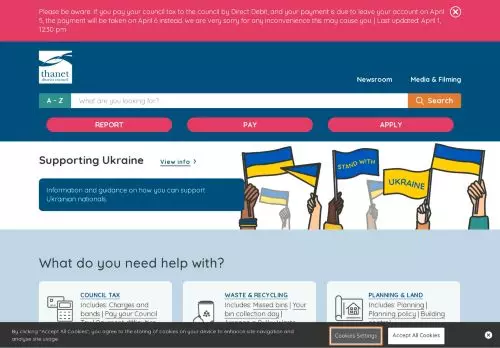 Please be aware: if you pay your council tax to the council by Direct Debit, and your payment is due to leave your account on April
5, the payment will be taken on April 6 instead. we are very sorry for any inconvenience this may cause you. | Last updated: April 1,
12:30 pm
thanet
district council
Newsroom
Media & Filming
A - Z
What are you looking for?
Search
REPORT
PAY
APPLY
Supporting Ukraine
View info
Information and guidance on how you can support
Ukrainian nationals.
STAND WITH
UKRAINE
What do you need help with?
COUNCIL TAX
Includes: Charges and
bands | Pay your Council
WASTE & RECYCLING
Includes: Missed bins | Your
bin collection day |
PLANNING & LAND
Includes: Planning |
Planning policy | Building
By clicking "Accept All Cookies", you agree to the storing of cookies on your device to enhance site navigation and
analyse site usage.
Cookies Settings
Accept All Cookies